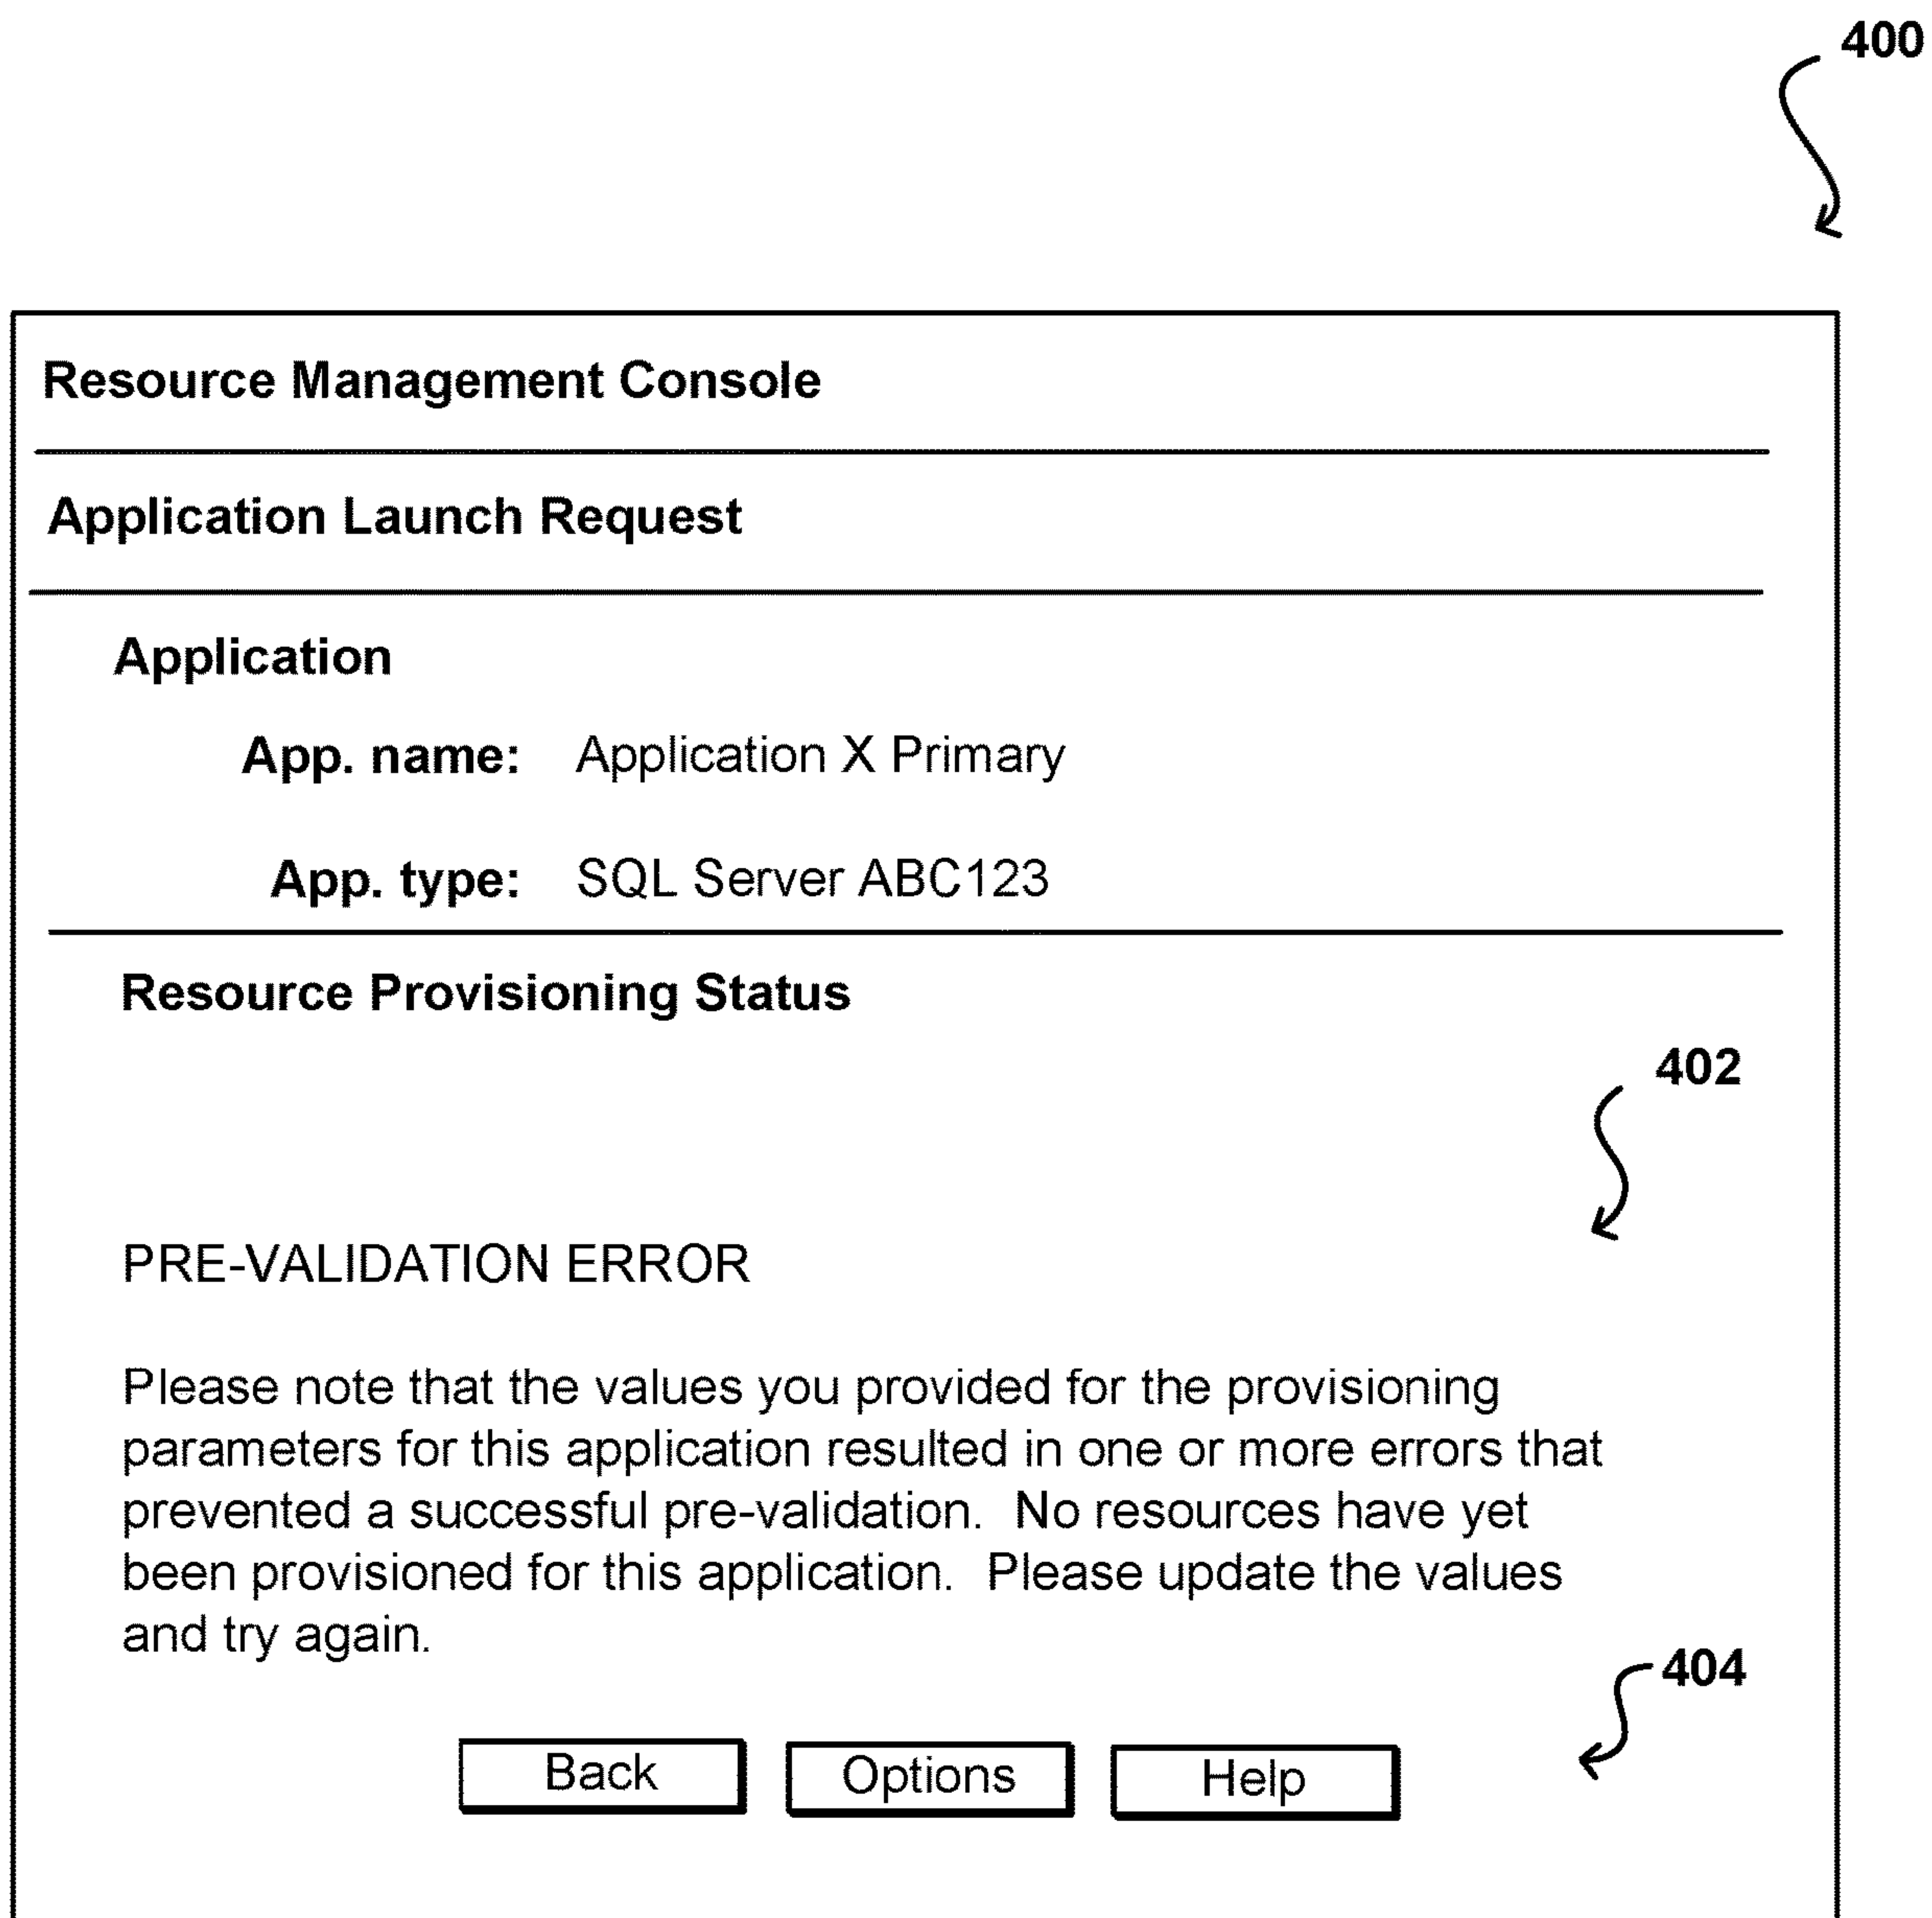 400
Resource Management Console
Application Launch Request
Application
App. name: Application X Primary
App. type: SQL Server ABC123
Resource Provisioning Status
402
PRE-VALIDATION ERROR
Please note that the values you provided for the provisioning
parameters for this application resulted in one or more errors that
prevented a successful pre-validation.  No resources have yet
been provisioned for this application.  Please update the values
and try again.
404
Back Options Help